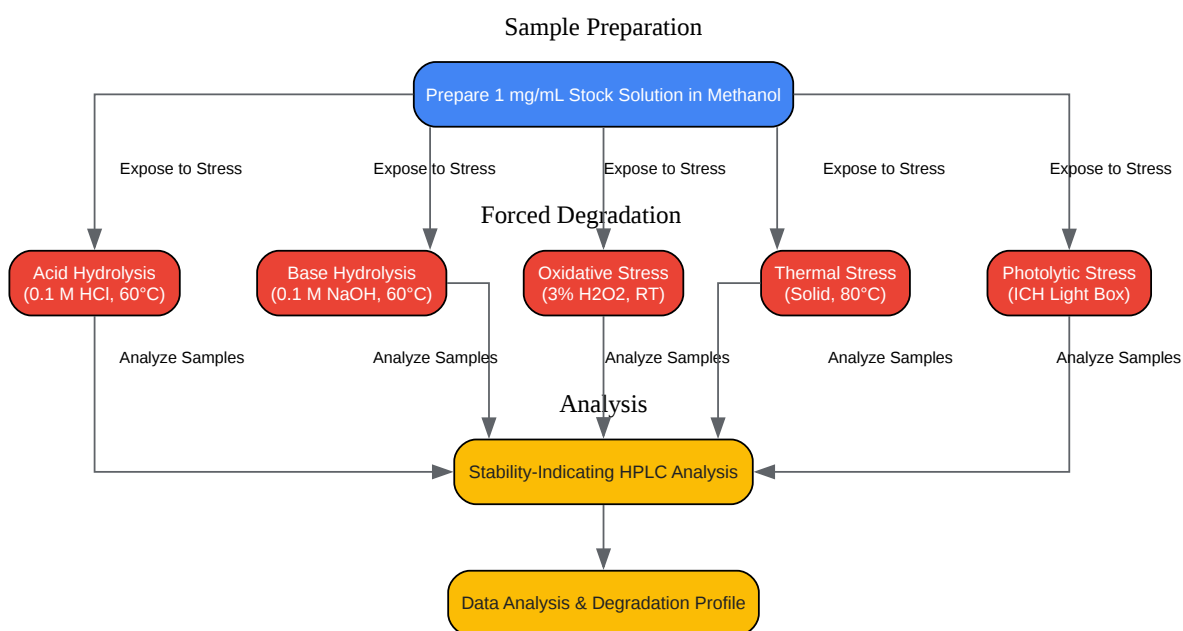 Sample Preparation
Prepare 1 mg/mL Stock Solution in Methanol
Expose to Stress
Expose to Stress
Expose to Stress
Expose to Stress
Expose to Stress
Forced Degradation
Acid Hydrolysis
(0.1 M HCl, 60°C)
Base Hydrolysis
(0.1 M NaOH, 60°C)
Oxidative Stress
(3% H2O2, RT)
Thermal Stress
(Solid, 80°C)
Photolytic Stress
(ICH Light Box)
Analyze Samples
Analyze Samples
Analyze Samples
Analyze Samples
Analyze Samples
Analysis
Stability-Indicating HPLC Analysis
Data Analysis & Degradation Profile